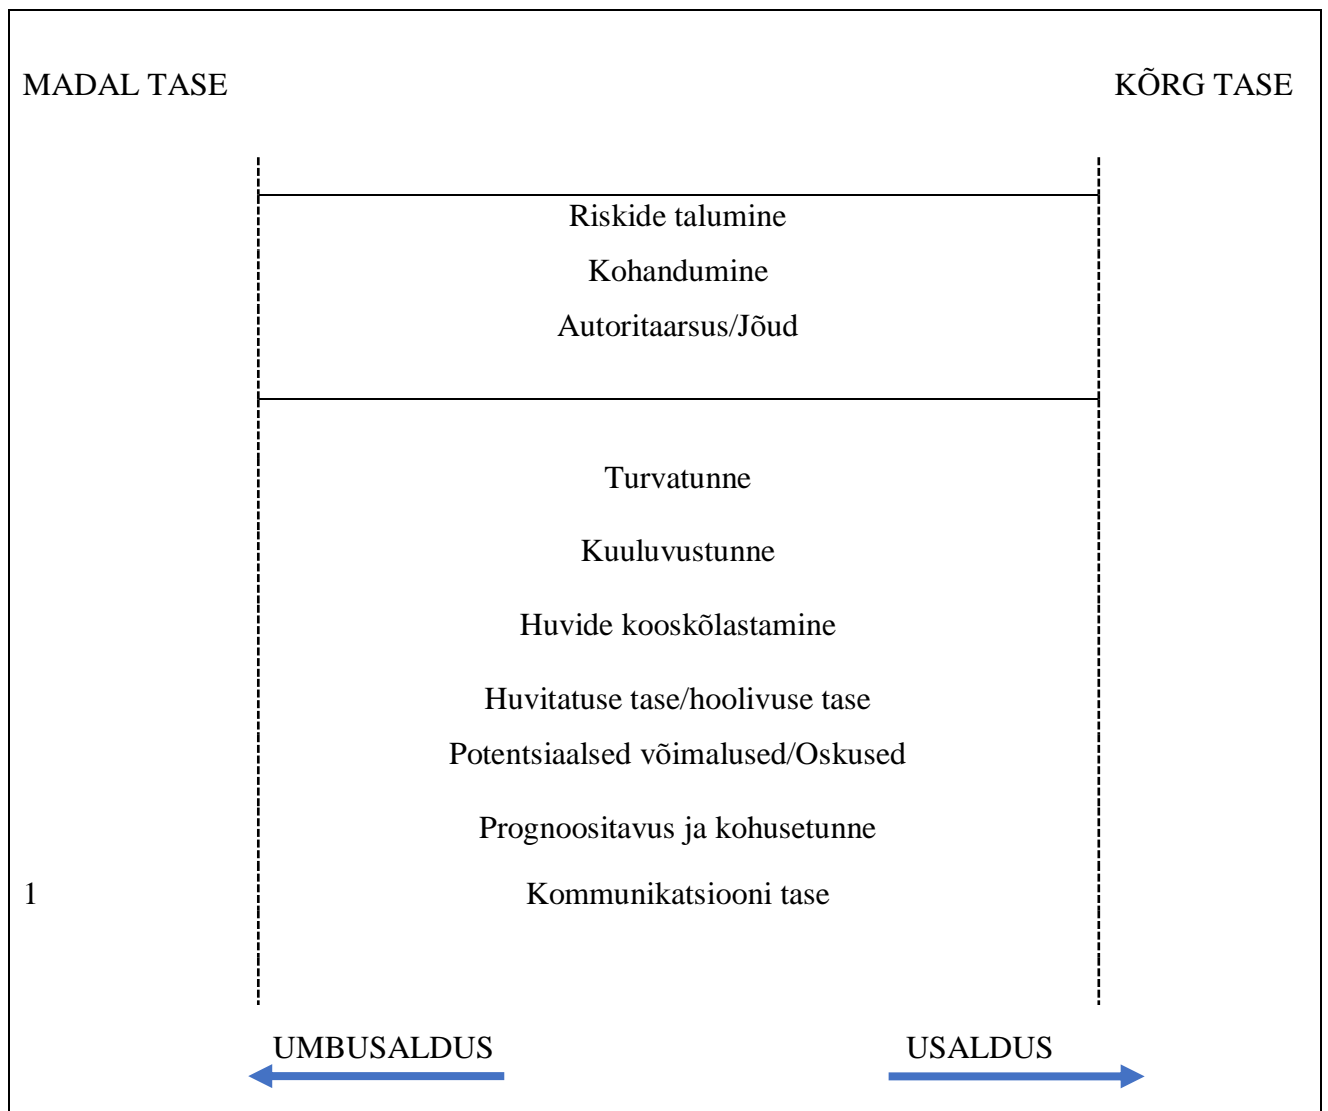 MADAL TASE KÕRG TASE
Riskide talumine
Kohandumine
Autoritaarsus/Jõud
Turvatunne
Kuuluvustunne
Huvide kooskõlastamine
Huvitatuse tase/hoolivuse tase
Potentsiaalsed võimalused/Oskused
Prognoositavus ja kohusetunne
1 Kommunikatsiooni tase
UMBUSALDUS USALDUS